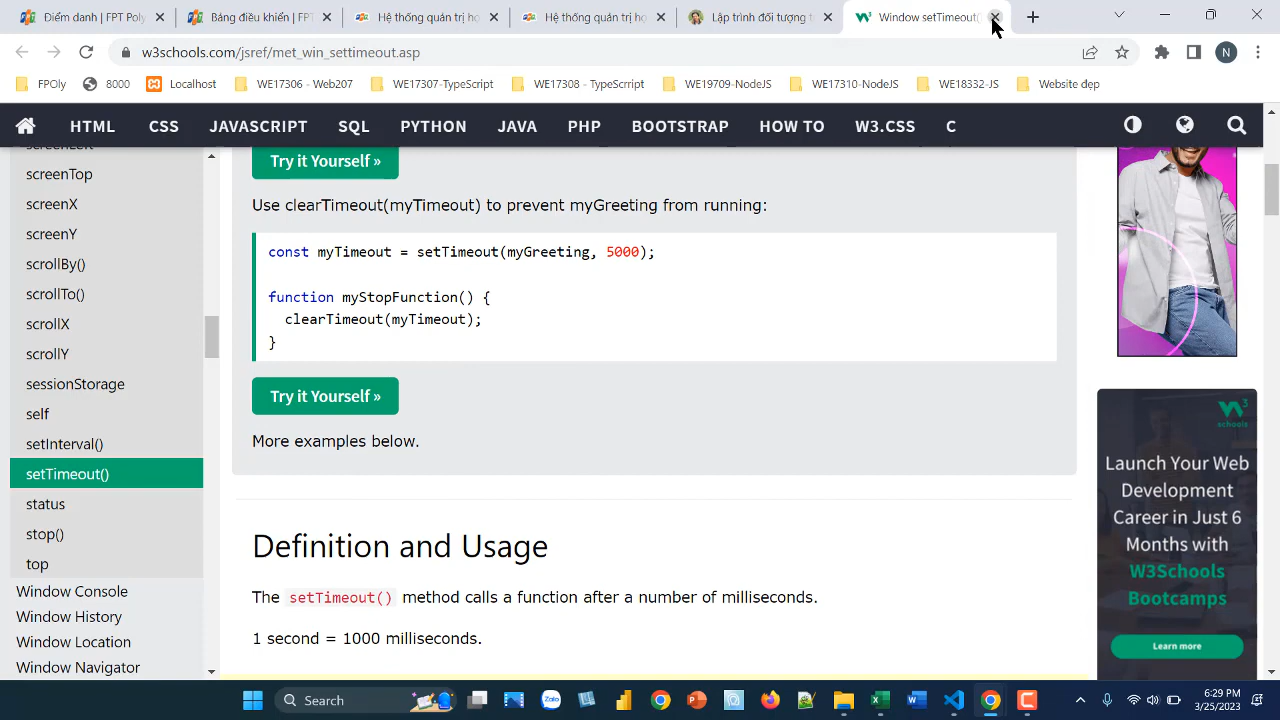 Điểm danh | FPT Poly
Bảng điều khiển | FPT
Hệ thống quản trị họ
Hệ thống quản trị họ
Lập trình đối tượng t
Window setTimeout(
w3schools.com/jsref/met_win_settimeout.asp
N
FPOly
8000
Localhost
WE17306 - Web207
WE17307-TypeScript
WE17308 - TypeScrript
WE19709-NodeJS
WE17310-NodeJS
WE18332-JS
Website đẹp
HTML
CSS
JAVASCRIPT
SQL
PYTHON
JAVA
PHP
BOOTSTRAP
HOW TO
W3.CSS
C
screenLeft
screenTop
screenX
screenY
scrollBy()
scrollTo()
scrollX
scrollY
sessionStorage
self
setInterval()
setTimeout()
status
stop()
top
Window Console
Window History
Window Location
Window Navigator
Try it Yourself »
Use clearTimeout(myTimeout) to prevent myGreeting from running:
const myTimeout = setTimeout(myGreeting, 5000);
function myStopFunction() {
clearTimeout(myTimeout);
}
Try it Yourself »
More examples below.
Definition and Usage
The setTimeout() method calls a function after a number of milliseconds.
1 second = 1000 milliseconds.
W3
schools
Launch Your Web
Development
Career in Just 6
Months with
W3Schools
Bootcamps
Learn more
Search
Zalo
6:29 PM
3/25/2023